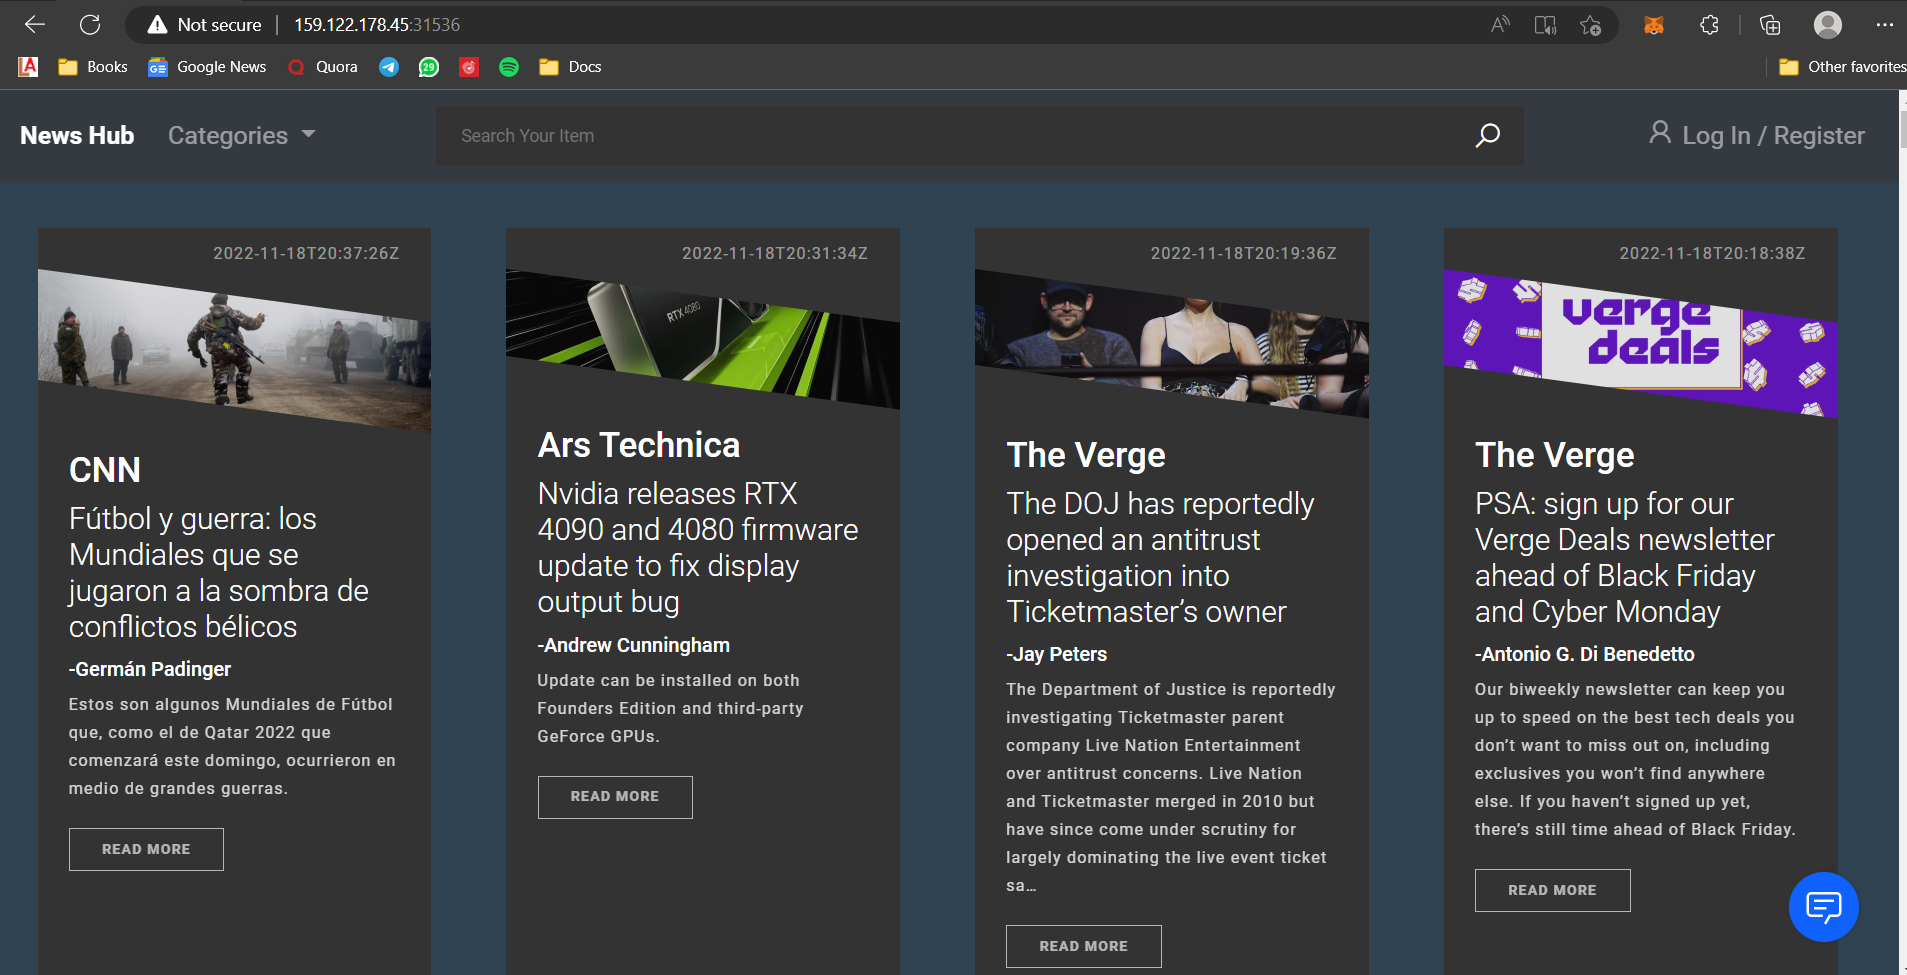 Not secure | 159.122.178.45:31536
Books
Google News
Quora
29
Docs
Other favorites
News Hub
Categories
Search Your Item
Log In / Register
2022-11-18T20:37:26Z
CNN
Fútbol y guerra: los
Mundiales que se
jugaron a la sombra de
conflictos bélicos
-Germán Padinger
Estos son algunos Mundiales de Fútbol
que, como el de Qatar 2022 que
comenzará este domingo, ocurrieron en
medio de grandes guerras.
READ MORE
2022-11-18T20:31:34Z
RTX 4080
Ars Technica
Nvidia releases RTX
4090 and 4080 firmware
update to fix display
output bug
-Andrew Cunningham
Update can be installed on both
Founders Edition and third-party
GeForce GPUs.
READ MORE
2022-11-18T20:19:36Z
The Verge
The DOJ has reportedly
opened an antitrust
investigation into
Ticketmaster’s owner
-Jay Peters
The Department of Justice is reportedly
investigating Ticketmaster parent
company Live Nation Entertainment
over antitrust concerns. Live Nation
and Ticketmaster merged in 2010 but
have since come under scrutiny for
largely dominating the live event ticket
sa…
READ MORE
2022-11-18T20:18:38Z
verge
deals
The Verge
PSA: sign up for our
Verge Deals newsletter
ahead of Black Friday
and Cyber Monday
-Antonio G. Di Benedetto
Our biweekly newsletter can keep you
up to speed on the best tech deals you
don’t want to miss out on, including
exclusives you won’t find anywhere
else. If you haven’t signed up yet,
there’s still time ahead of Black Friday.
READ MORE